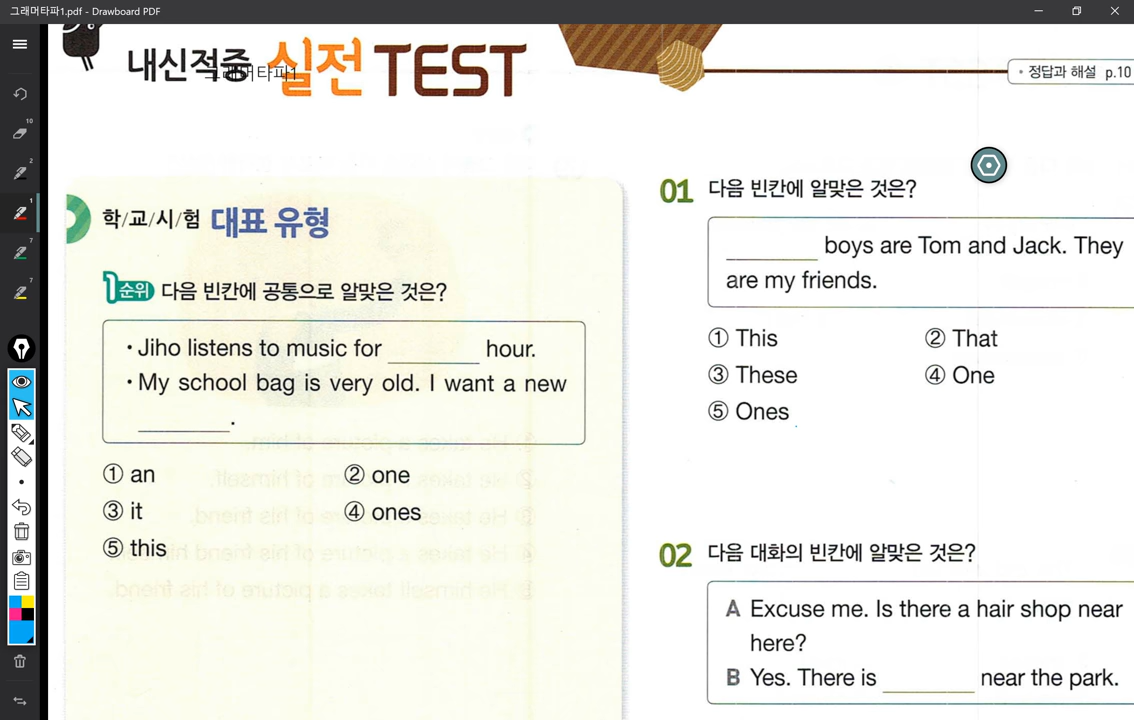 그래머타파1.pdf - Drawboard PDF
내신적중 실전 TEST
그래머타파1
• 정답과 해설 p.10
10
2
1
7
7
학/교/시/험 대표 유형
1순위 다음 빈칸에 공통으로 알맞은 것은?
• Jiho listens to music for ________ hour.
• My school bag is very old. I want a new
________.
① an ② one
③ it ④ ones
⑤ this
01 다음 빈칸에 알맞은 것은?
________ boys are Tom and Jack. They
are my friends.
① This ② That
③ These ④ One
⑤ Ones
02 다음 대화의 빈칸에 알맞은 것은?
A Excuse me. Is there a hair shop near
here?
B Yes. There is ________ near the park.